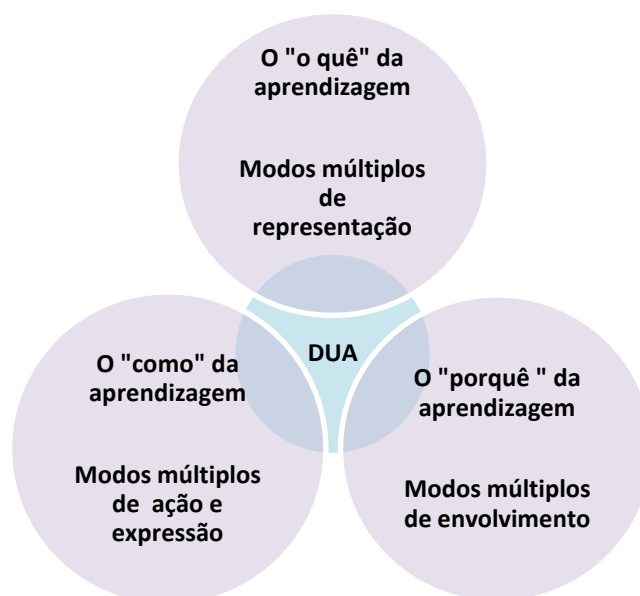 O "o quê" da
aprendizagem
Modos múltiplos
de
representação
DUA
O "como" da
aprendizagem
Modos múltiplos
de ação e
expressão
O "porquê " da
aprendizagem
Modos múltiplos
de envolvimento